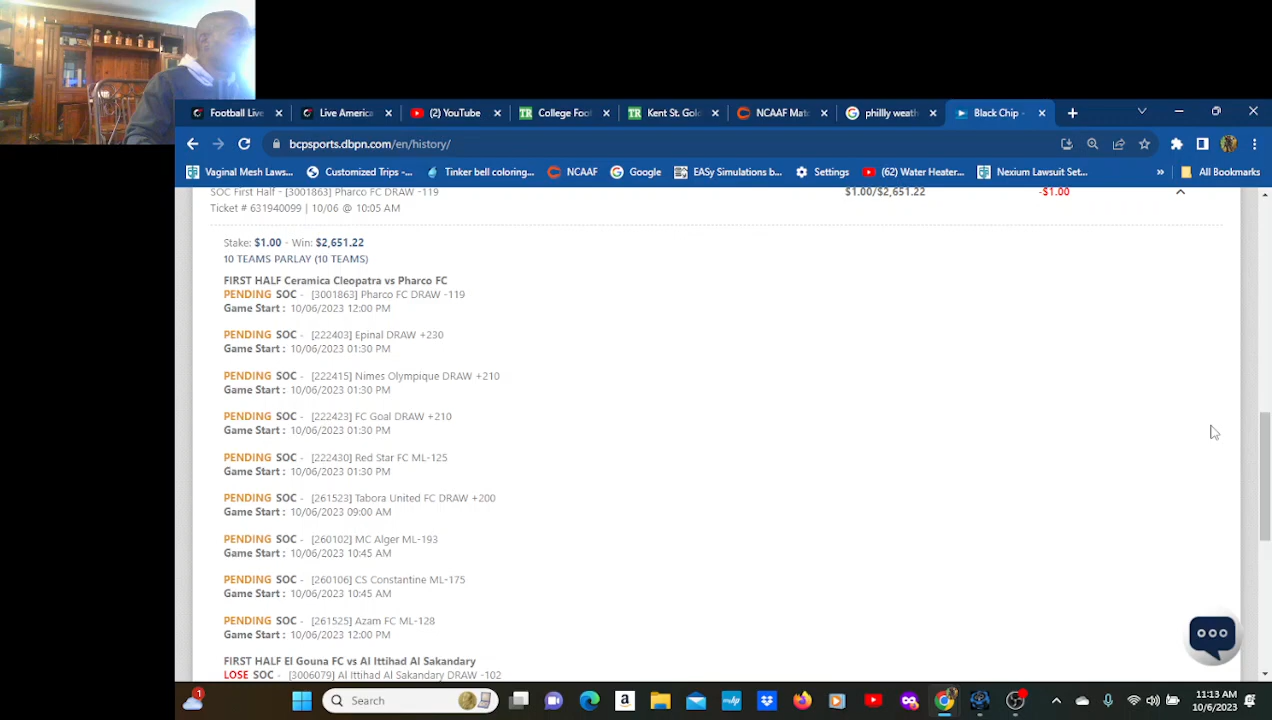 Football Live
Live America
(2) YouTube
College Foo
Kent St. Gold
NCAAF Mat
phillly weath
Black Chip -
bcpsports.dbpn.com/en/history/
Vaginal Mesh Laws...
Customized Trips -...
Tinker bell coloring...
NCAAF
Google
EASy Simulations b...
Settings
(62) Water Heater...
Nexium Lawsuit Set...
»
All Bookmarks
SOC First Half - [3001863] Pharco FC DRAW -119 $1.00/$2,651.22 -$1.00
Ticket # 631940099 | 10/06 @ 10:05 AM
Stake: $1.00 - Win: $2,651.22
10 TEAMS PARLAY (10 TEAMS)
FIRST HALF Ceramica Cleopatra vs Pharco FC
PENDING SOC - [3001863] Pharco FC DRAW -119
Game Start : 10/06/2023 12:00 PM
PENDING SOC - [222403] Epinal DRAW +230
Game Start : 10/06/2023 01:30 PM
PENDING SOC - [222415] Nimes Olympique DRAW +210
Game Start : 10/06/2023 01:30 PM
PENDING SOC - [222423] FC Goal DRAW +210
Game Start : 10/06/2023 01:30 PM
PENDING SOC - [222430] Red Star FC ML-125
Game Start : 10/06/2023 01:30 PM
PENDING SOC - [261523] Tabora United FC DRAW +200
Game Start : 10/06/2023 09:00 AM
PENDING SOC - [260102] MC Alger ML-193
Game Start : 10/06/2023 10:45 AM
PENDING SOC - [260106] CS Constantine ML-175
Game Start : 10/06/2023 10:45 AM
PENDING SOC - [261525] Azam FC ML-128
Game Start : 10/06/2023 12:00 PM
FIRST HALF El Gouna FC vs Al Ittihad Al Sakandary
LOSE SOC - [3006079] Al Ittihad Al Sakandary DRAW -102
1
Search
11:13 AM
10/6/2023